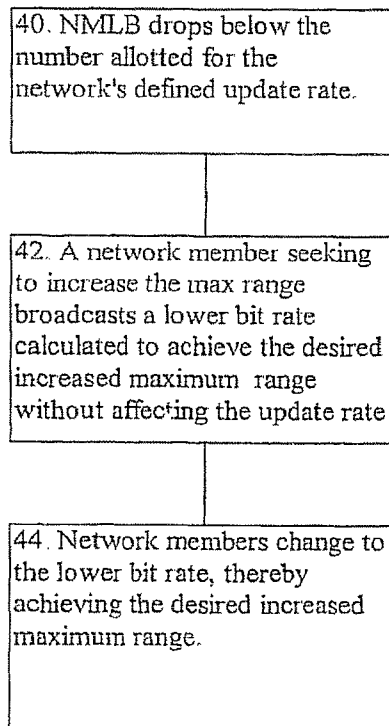 40. NMLB drops below the
number allotted for the
network's defined update rate.
42. A network member seeking
to increase the max range
broadcasts a lower bit rate
calculated to achieve the desired
increased maximum range
without affecting the update rate
44. Network members change to
the lower bit rate, thereby
achieving the desired increased
maximum range.